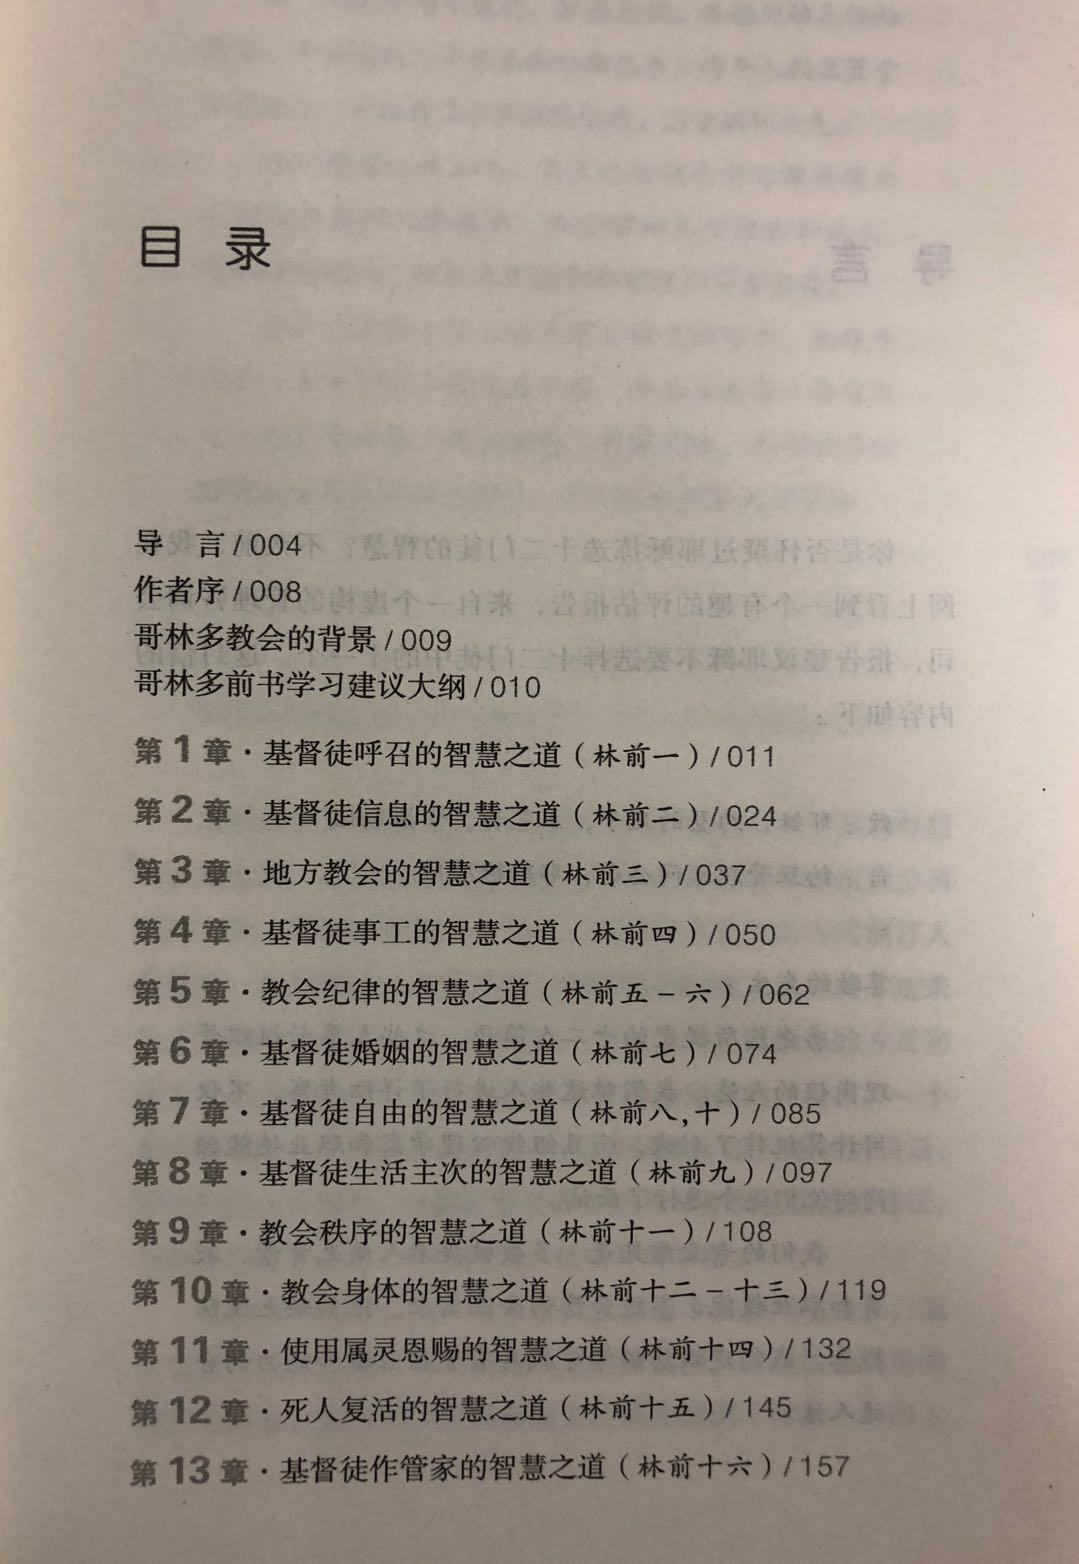 目 录
导 言 / 004
作者序 / 008
哥林多教会的背景 / 009
哥林多前书学习建议大纲 / 010
第1章·基督徒呼召的智慧之道（林前一）/ 011
第2章·基督徒信息的智慧之道（林前二）/ 024
第3章·地方教会的智慧之道（林前三）/ 037
第4章·基督徒事工的智慧之道（林前四）/ 050
第5章·教会纪律的智慧之道（林前五－六）/ 062
第6章·基督徒婚姻的智慧之道（林前七）/ 074
第7章·基督徒自由的智慧之道（林前八,十）/ 085
第8章·基督徒生活主次的智慧之道（林前九）/ 097
第9章·教会秩序的智慧之道（林前十一）/ 108
第10章·教会身体的智慧之道（林前十二－十三）/ 119
第11章·使用属灵恩赐的智慧之道（林前十四）/ 132
第12章·死人复活的智慧之道（林前十五）/ 145
第13章·基督徒作管家的智慧之道（林前十六）/ 157